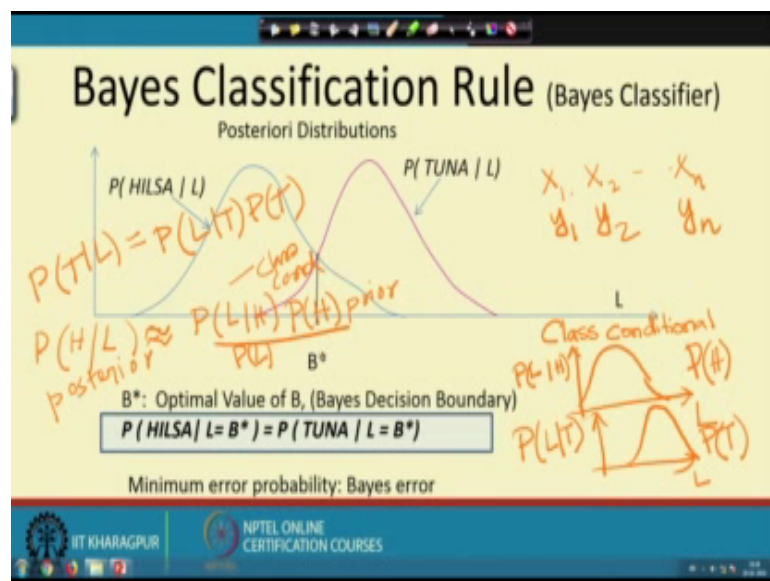 Bayes Classification Rule (Bayes Classifier)
Posteriori Distributions
P( HILSA | L)
P( TUNA | L)
x1 x2 - xn
y1 y2 yn
P(T|L) = P(L|T) P(T)
class cond
P(H/L) ≈ P(L|H) P(H) prior
P(L)
posterior
L
B*
Class conditional
P(L|H) P(H)
L
P(L|T) P(T)
L
B*: Optimal Value of B, (Bayes Decision Boundary)
P ( HILSA| L= B* ) = P ( TUNA | L = B*)
Minimum error probability: Bayes error
IIT KHARAGPUR
NPTEL ONLINE
CERTIFICATION COURSES